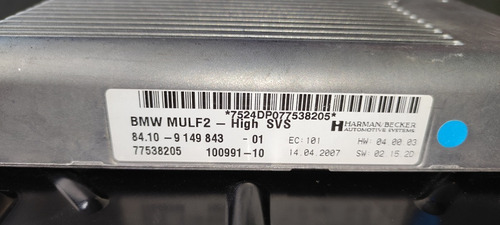 *7524DP077538205*
BMW MULF2 - High SVS
HARMAN/BECKER
AUTOMOTIVE SYSTEMS
84.10 -9 149 843 - 01 EC:101 HW: 04.00.03
77538205 100991-10 14.04.2007 SW: 02.15.20